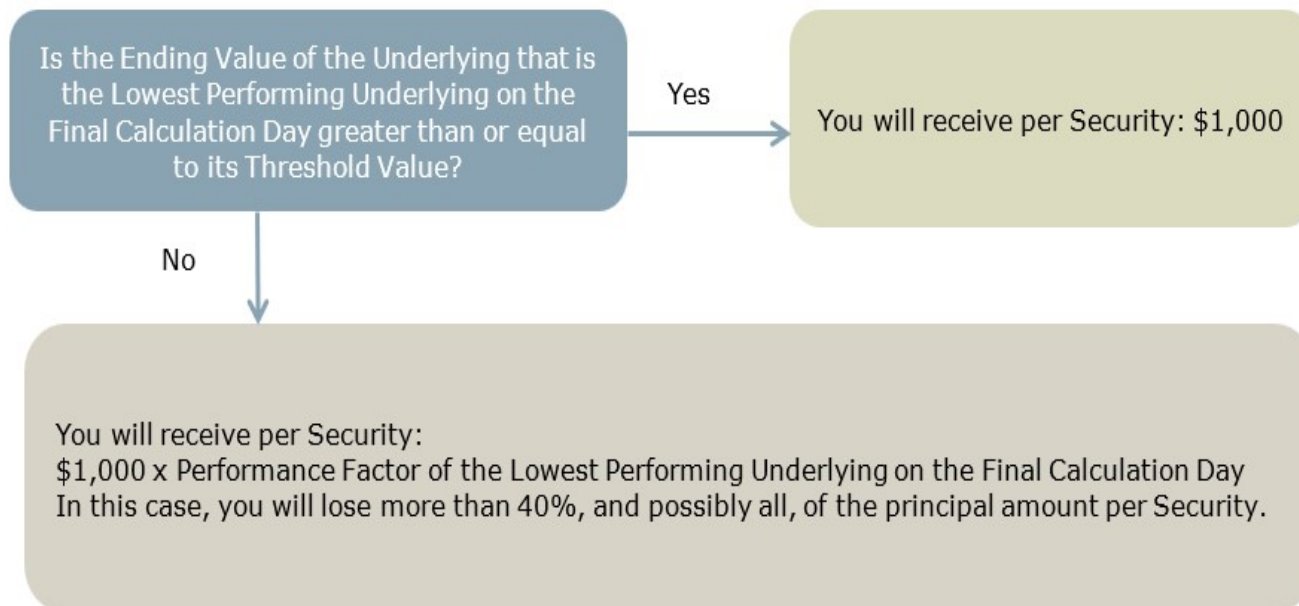 Is the Ending Value of the Underlying that is
the Lowest Performing Underlying on the
Final Calculation Day greater than or equal
to its Threshold Value?
Yes
You will receive per Security: $1,000
No
You will receive per Security:
$1,000 x Performance Factor of the Lowest Performing Underlying on the Final Calculation Day
In this case, you will lose more than 40%, and possibly all, of the principal amount per Security.